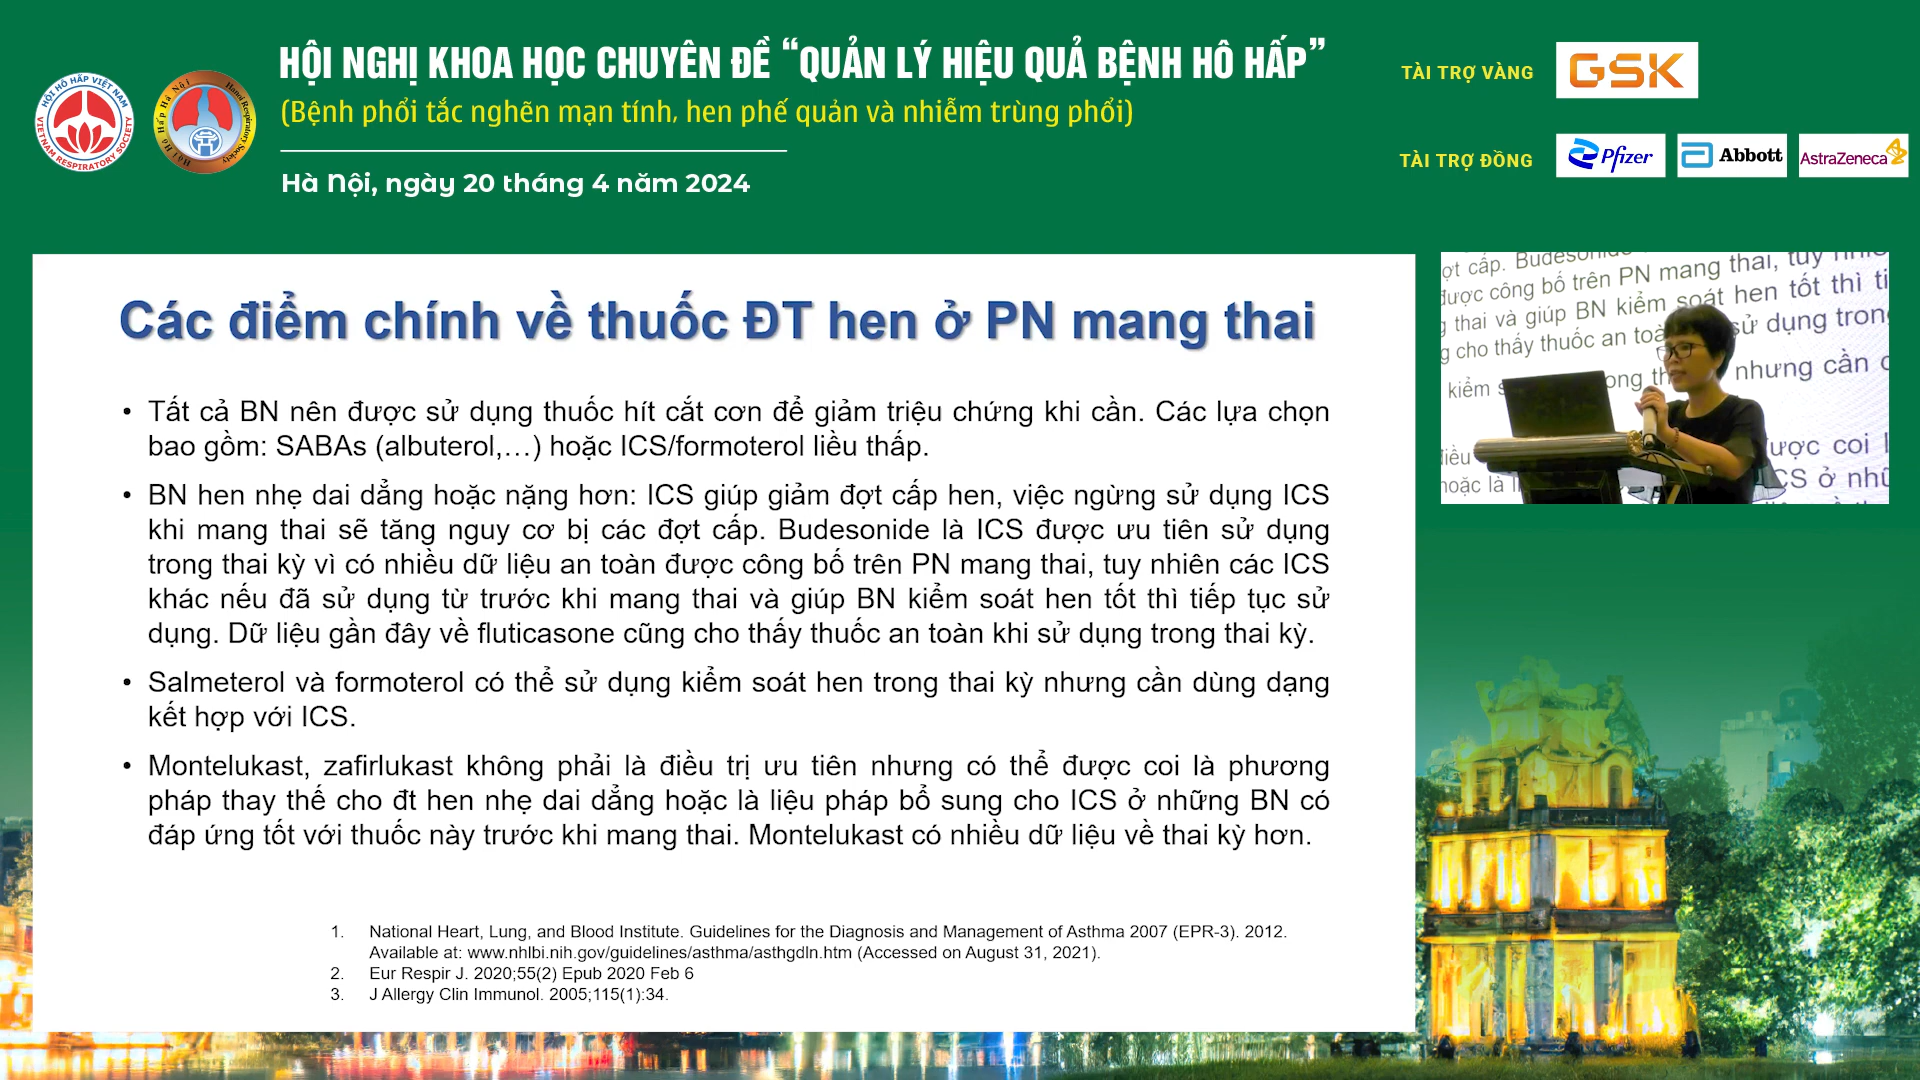 HỘI NGHỊ KHOA HỌC CHUYÊN ĐỀ “QUẢN LÝ HIỆU QUẢ BỆNH HÔ HẤP”
(Bệnh phổi tắc nghẽn mạn tính, hen phế quản và nhiễm trùng phổi)
Hà Nội, ngày 20 tháng 4 năm 2024
HỘI HÔ HẤP VIỆT NAM
VIETNAM RESPIRATORY SOCIETY
Hội Hô Hấp Hà Nội
Hanoi Respiratory Society
TÀI TRỢ VÀNG
GSK
TÀI TRỢ ĐỒNG
Pfizer
Abbott
AstraZeneca
Các điểm chính về thuốc ĐT hen ở PN mang thai
• Tất cả BN nên được sử dụng thuốc hít cắt cơn để giảm triệu chứng khi cần. Các lựa chọn
bao gồm: SABAs (albuterol,…) hoặc ICS/formoterol liều thấp.
• BN hen nhẹ dai dẳng hoặc nặng hơn: ICS giúp giảm đợt cấp hen, việc ngừng sử dụng ICS
khi mang thai sẽ tăng nguy cơ bị các đợt cấp. Budesonide là ICS được ưu tiên sử dụng
trong thai kỳ vì có nhiều dữ liệu an toàn được công bố trên PN mang thai, tuy nhiên các ICS
khác nếu đã sử dụng từ trước khi mang thai và giúp BN kiểm soát hen tốt thì tiếp tục sử
dụng. Dữ liệu gần đây về fluticasone cũng cho thấy thuốc an toàn khi sử dụng trong thai kỳ.
• Salmeterol và formoterol có thể sử dụng kiểm soát hen trong thai kỳ nhưng cần dùng dạng
kết hợp với ICS.
• Montelukast, zafirlukast không phải là điều trị ưu tiên nhưng có thể được coi là phương
pháp thay thế cho đt hen nhẹ dai dẳng hoặc là liệu pháp bổ sung cho ICS ở những BN có
đáp ứng tốt với thuốc này trước khi mang thai. Montelukast có nhiều dữ liệu về thai kỳ hơn.
1. National Heart, Lung, and Blood Institute. Guidelines for the Diagnosis and Management of Asthma 2007 (EPR-3). 2012.
Available at: www.nhlbi.nih.gov/guidelines/asthma/asthgdln.htm (Accessed on August 31, 2021).
2. Eur Respir J. 2020;55(2) Epub 2020 Feb 6
3. J Allergy Clin Immunol. 2005;115(1):34.